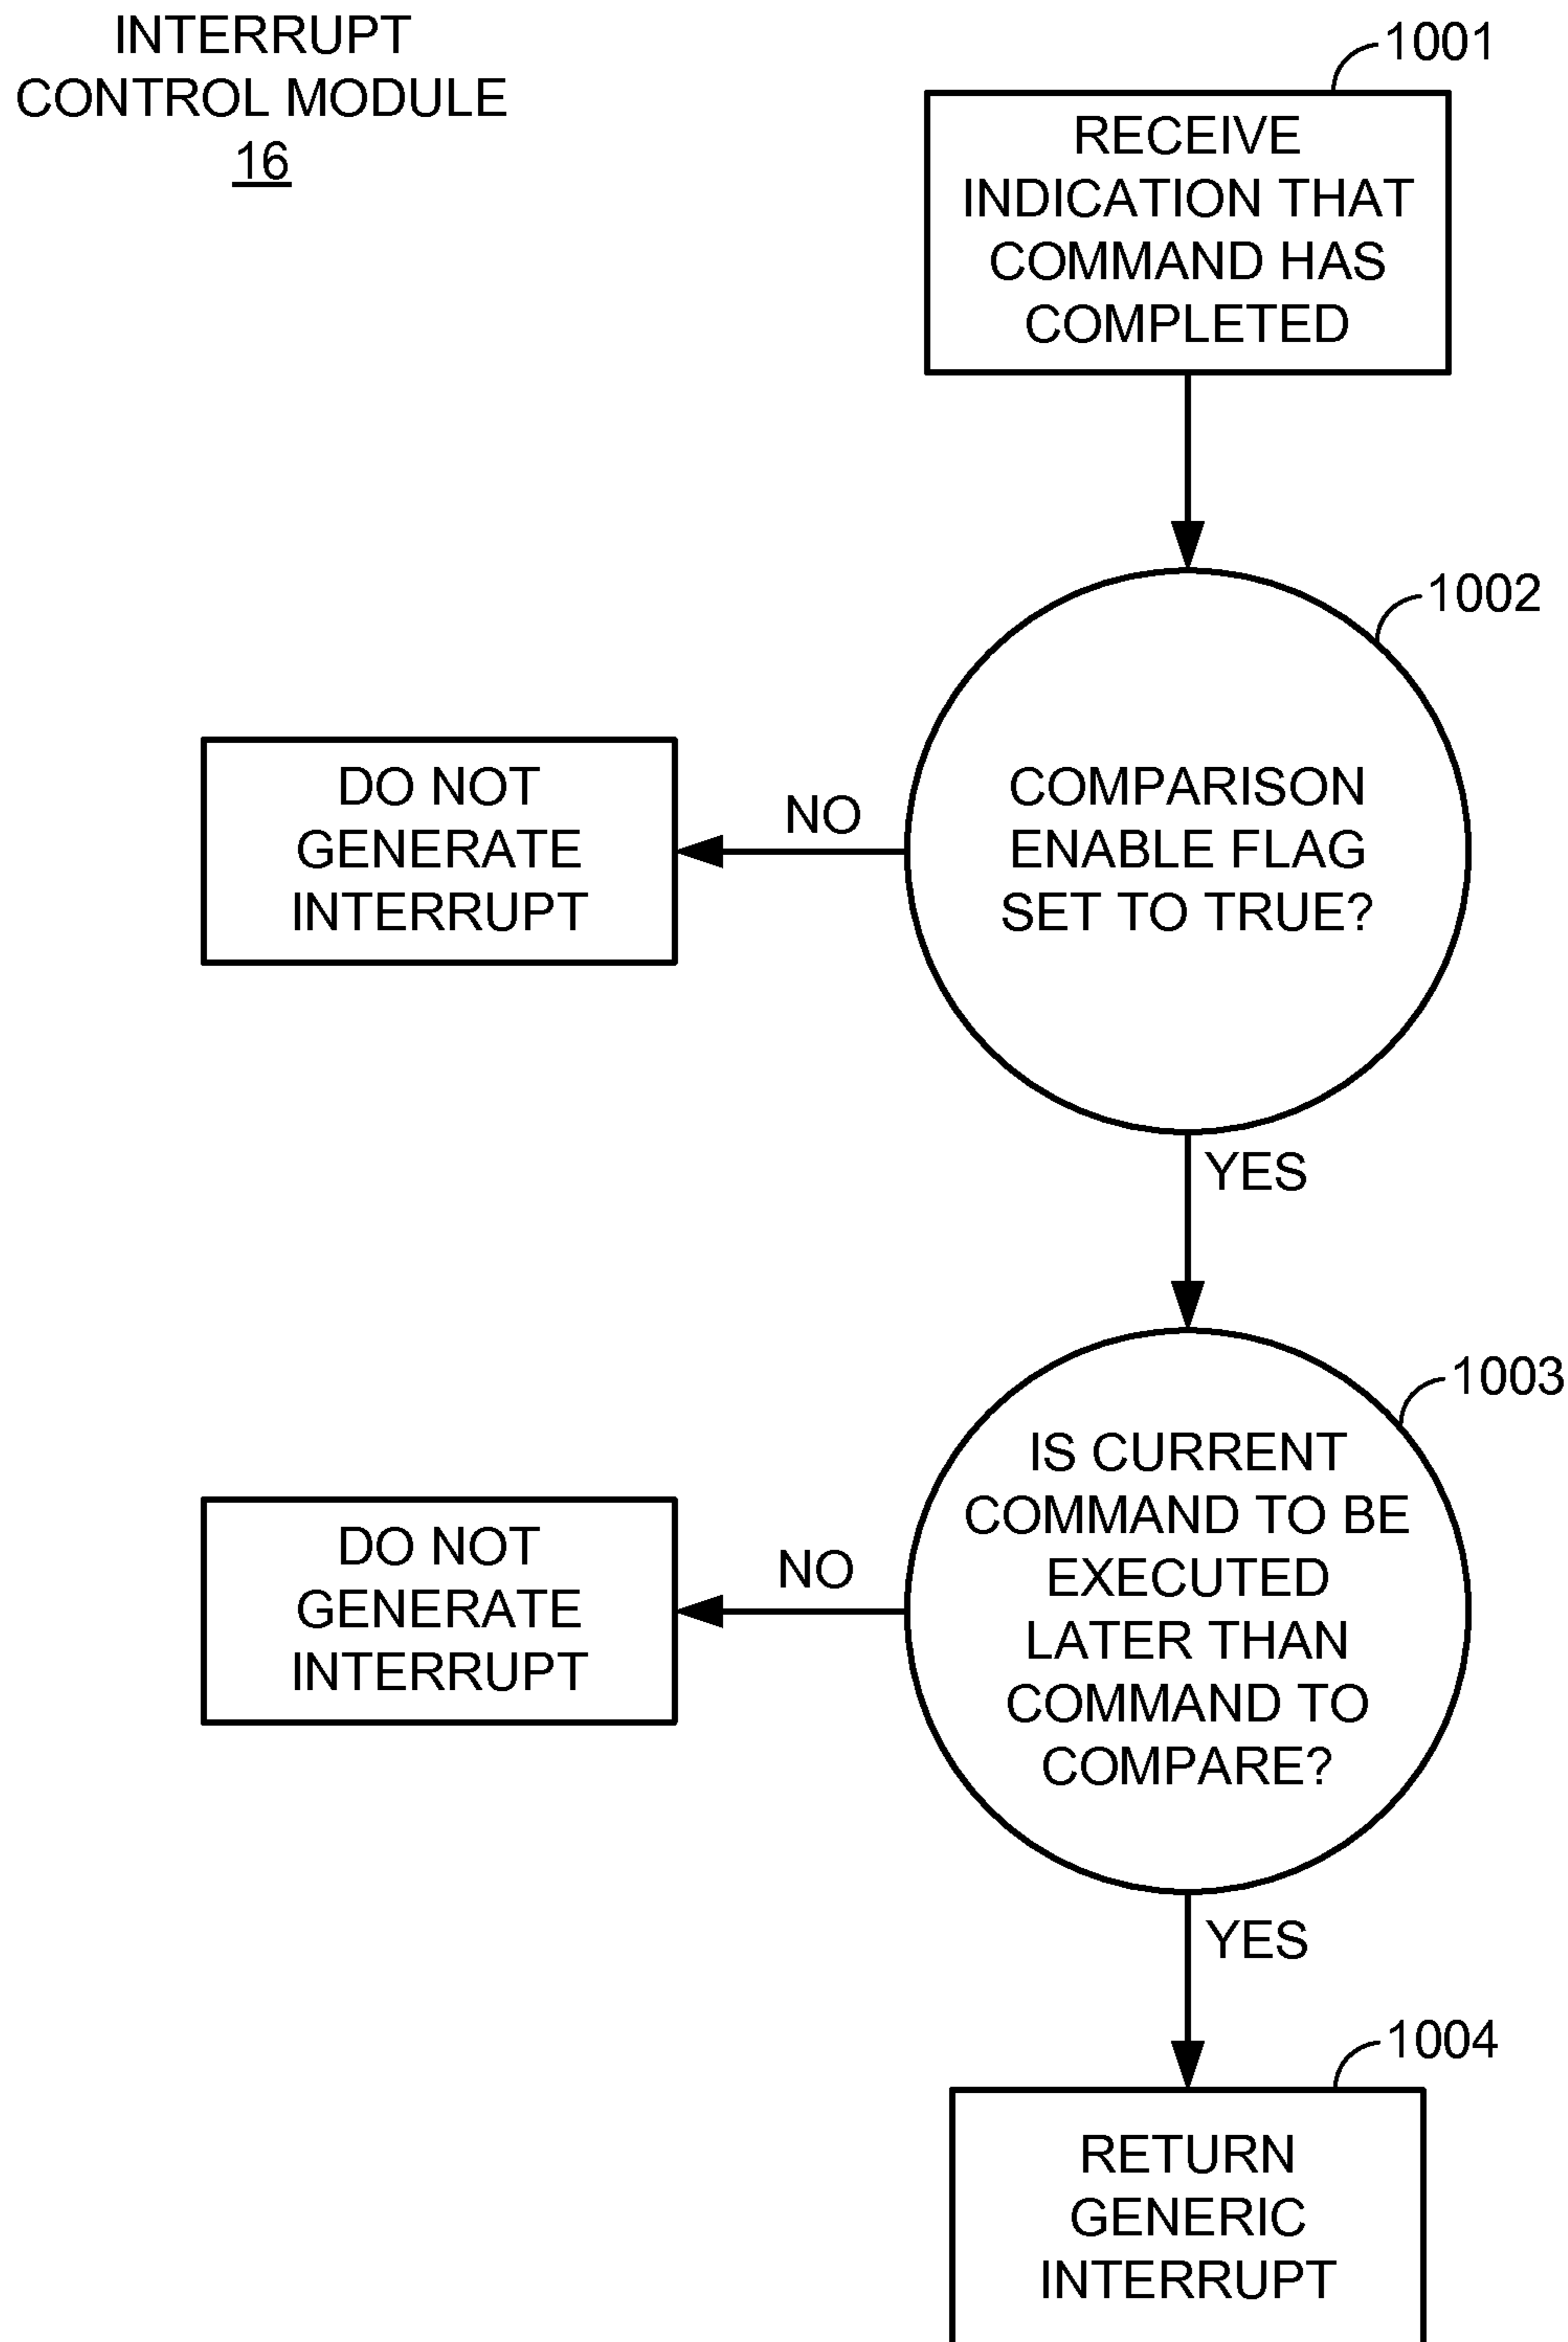 INTERRUPT
CONTROL MODULE
16
1001
RECEIVE
INDICATION THAT
COMMAND HAS
COMPLETED
1002
COMPARISON
ENABLE FLAG
SET TO TRUE?
NO
DO NOT
GENERATE
INTERRUPT
YES
1003
IS CURRENT
COMMAND TO BE
EXECUTED
LATER THAN
COMMAND TO
COMPARE?
NO
DO NOT
GENERATE
INTERRUPT
YES
1004
RETURN
GENERIC
INTERRUPT